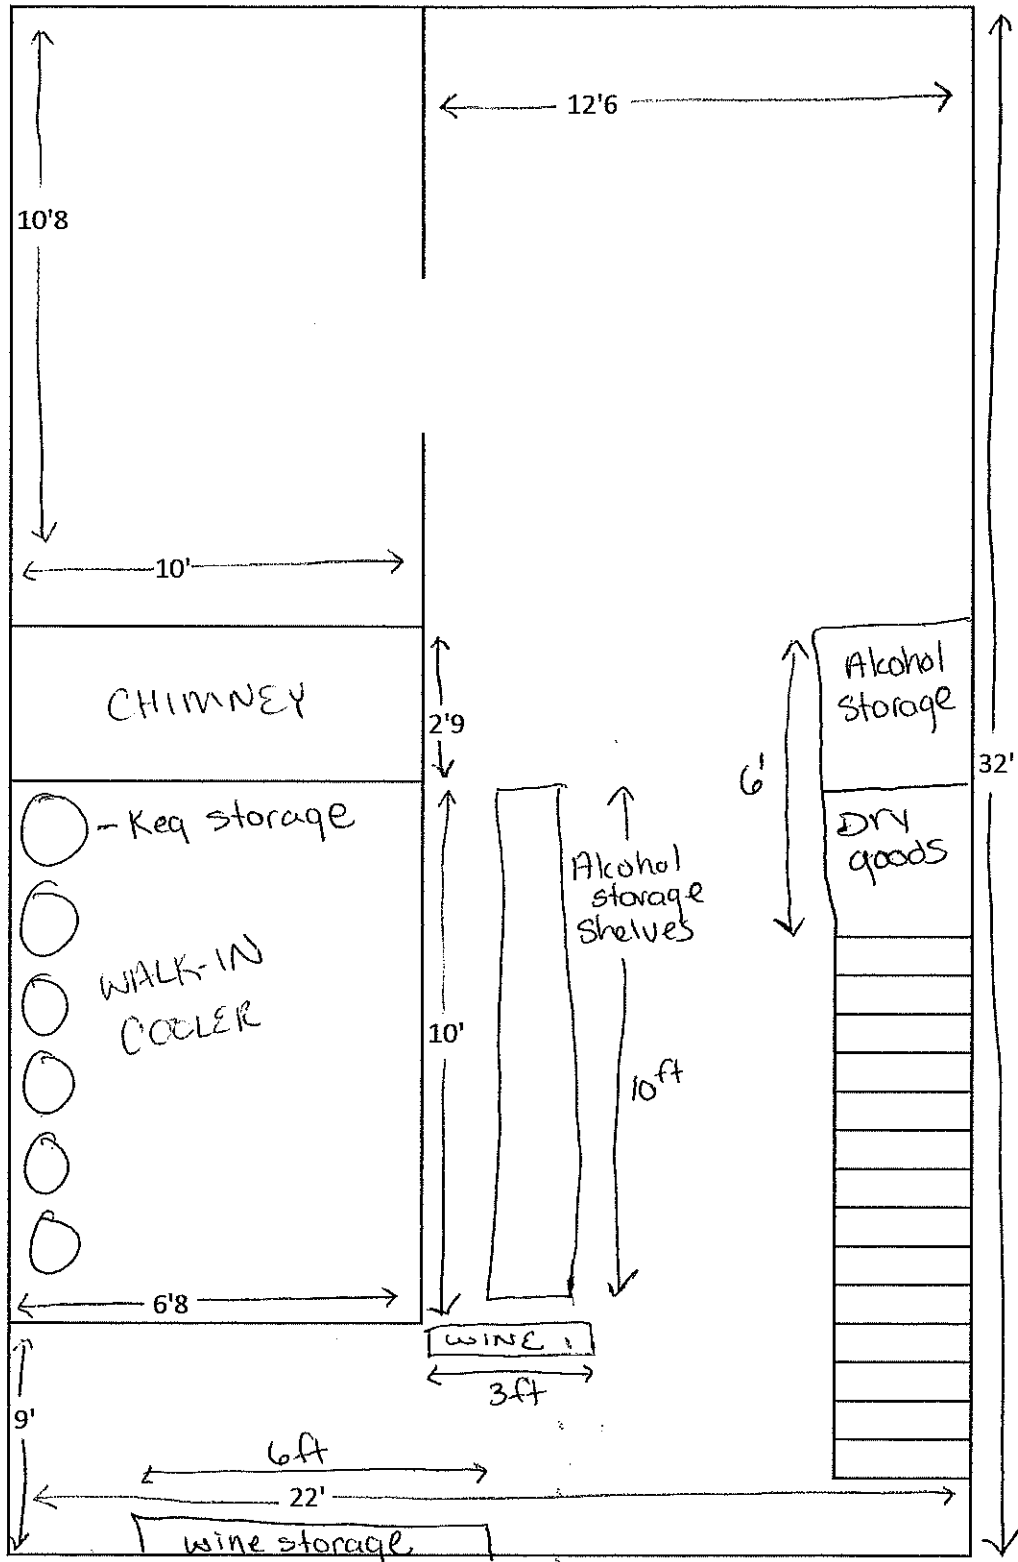 12'6
10'8
10'
CHIMNEY
2'9
Alcohol
Storage
32'
6'
- Keg storage
Dry
goods
Alcohol
storage
Shelves
WALK-IN
COOLER
10'
10ft
6'8
WINE
3ft
9'
6ft
22'
wine storage